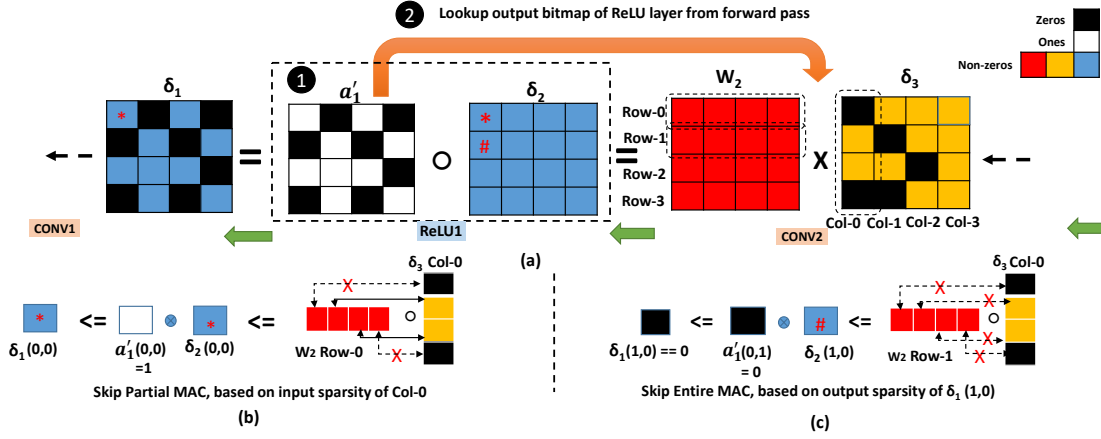 2 Lookup output bitmap of ReLU layer from forward pass
Zeros
Ones
Non-zeros
1
δ1
a′1
δ2
W2
δ3
*
*
#
=
O
=
X
Row-0
Row-1
Row-2
Row-3
Col-0 Col-1 Col-2 Col-3
CONV1
ReLU1
CONV2
(a)
δ3 Col-0
X
* <= * <= O
X
δ1(0,0)
a′1(0,0)
=1
δ2(0,0)
W2 Row-0
Skip Partial MAC, based on input sparsity of Col-0
(b)
δ3 Col-0
X
X
<= # <= O
X
X
δ1(1,0) == 0
a′1(0,1)
= 0
δ2(1,0)
W2 Row-1
Skip Entire MAC, based on output sparsity of δ1 (1,0)
(c)